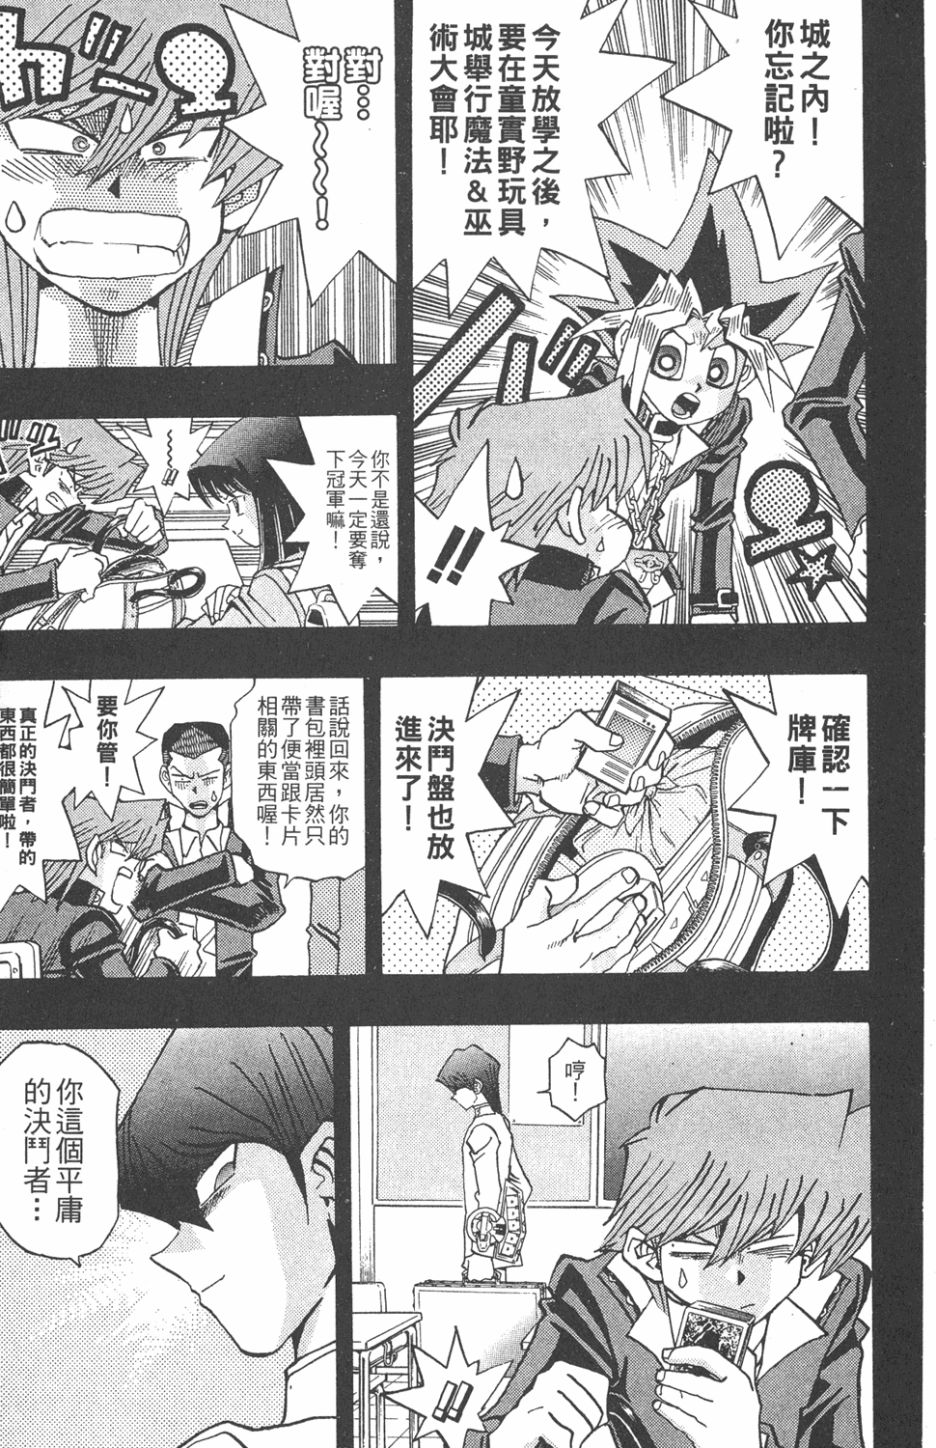 城之內！
你忘記啦？
今天放學之後，
要在童實野玩具
城舉行魔法&巫
術大會耶！
!!
對…
對喔～～！
你不是還說，
今天一定要奪
下冠軍嘛！
～～!!
確認一下
牌庫！
決鬥盤也放
進來了！
話說回來，你的
書包裡頭居然只
帶了便當跟卡片
相關的東西喔！
要你管！
真正的決鬥者，帶的
東西都很簡單啦！
哼！
!!
你這個平庸
的決鬥者…